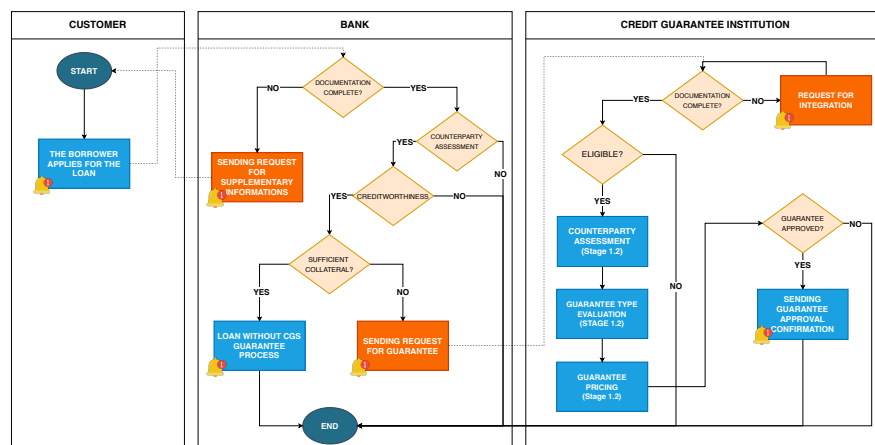 CUSTOMER
BANK
CREDIT GUARANTEE INSTITUTION
START
THE BORROWER
APPLIES FOR THE
LOAN
DOCUMENTATION
COMPLETE?
NO
YES
COUNTERPARTY
ASSESSMENT
YES
NO
SENDING REQUEST
FOR
SUPPLEMENTARY
INFORMATIONS
CREDITWORTHINESS
YES
NO
SUFFICIENT
COLLATERAL?
YES
NO
LOAN WITHOUT CGS
GUARANTEE
PROCESS
SENDING REQUEST
FOR GUARANTEE
END
DOCUMENTATION
COMPLETE?
YES
NO
REQUEST FOR
INTEGRATION
ELIGIBLE?
YES
NO
COUNTERPARTY
ASSESSMENT
(Stage 1.2)
GUARANTEE TYPE
EVALUATION
(STAGE 1.2)
GUARANTEE
PRICING
(Stage 1.2)
GUARANTEE
APPROVED?
NO
YES
SENDING
GUARANTEE
APPROVAL
CONFIRMATION